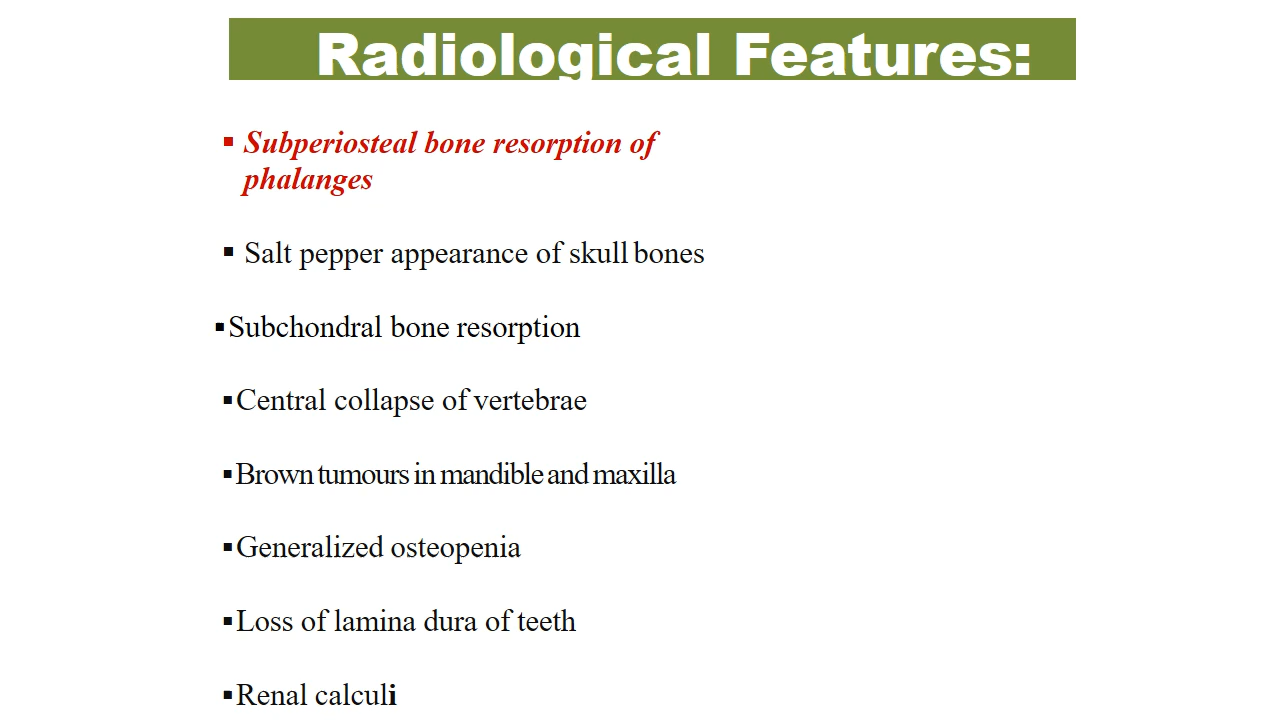 Radiological Features:
▪ Subperiosteal bone resorption of
phalanges
▪ Salt pepper appearance of skull bones
▪Subchondral bone resorption
▪Central collapse of vertebrae
▪Brown tumours in mandible and maxilla
▪Generalized osteopenia
▪Loss of lamina dura of teeth
▪Renal calculi